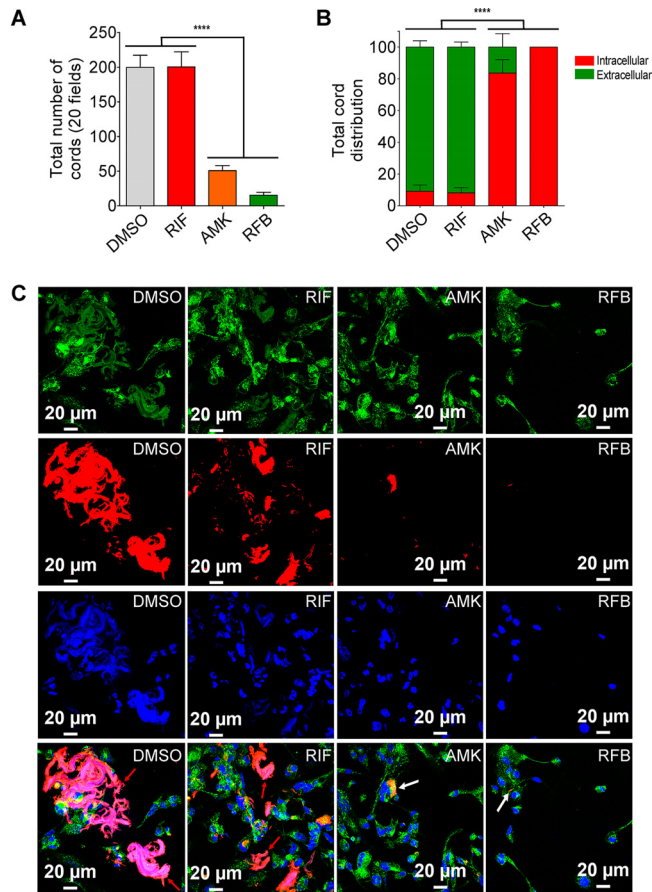 A
****
Total number of
cords (20 fields)
250
200
150
100
50
0
DMSO
RIF
AMK
RFB
B
****
Total cord
distribution
100
80
60
40
20
0
DMSO
RIF
AMK
RFB
Intracellular
Extracellular
C
DMSO
20 µm
RIF
20 µm
AMK
20 µm
RFB
20 µm
DMSO
20 µm
RIF
20 µm
AMK
20 µm
RFB
20 µm
DMSO
20 µm
RIF
20 µm
AMK
20 µm
RFB
20 µm
DMSO
20 µm
RIF
20 µm
AMK
20 µm
RFB
20 µm